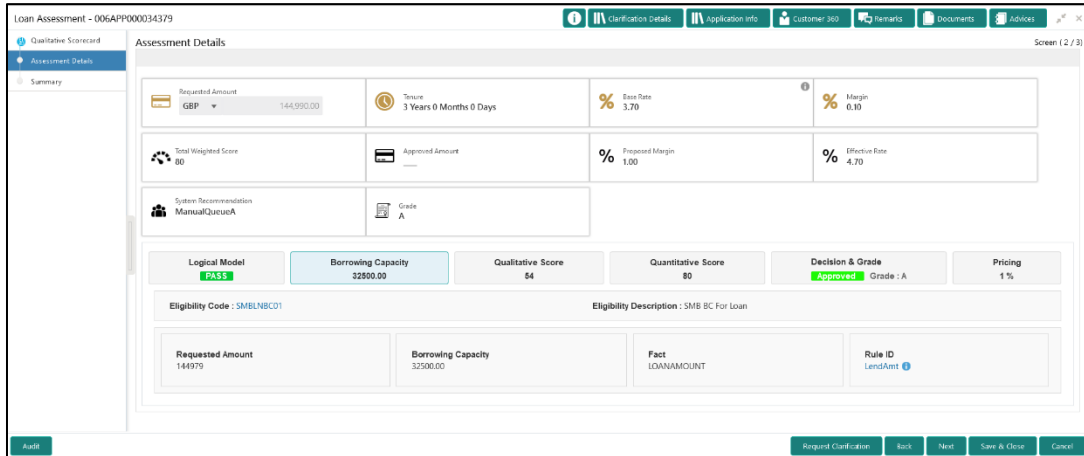 Loan Assessment - 006APP000034379
Clarification Details
Application Info
Customer 360
Remarks
Documents
Advices
Qualitative Scorecard
Assessment Details
Summary
Assessment Details
Screen ( 2 / 3)
Requested Amount
GBP 144,990.00
Tenure
3 Years 0 Months 0 Days
Base Rate
3.70
Margin
0.10
Total Weighted Score
80
Approved Amount
Proposed Margin
1.00
Effective Rate
4.70
System Recommendation
ManualQueueA
Grade
A
Logical Model
PASS
Borrowing Capacity
32500.00
Qualitative Score
54
Quantitative Score
80
Decision & Grade
Approved Grade : A
Pricing
1 %
Eligibility Code : SMBLNBC01
Eligibility Description : SMB BC For Loan
Requested Amount
144979
Borrowing Capacity
32500.00
Fact
LOANAMOUNT
Rule ID
LendAmt
Audit
Request Clarification
Back
Next
Save & Close
Cancel